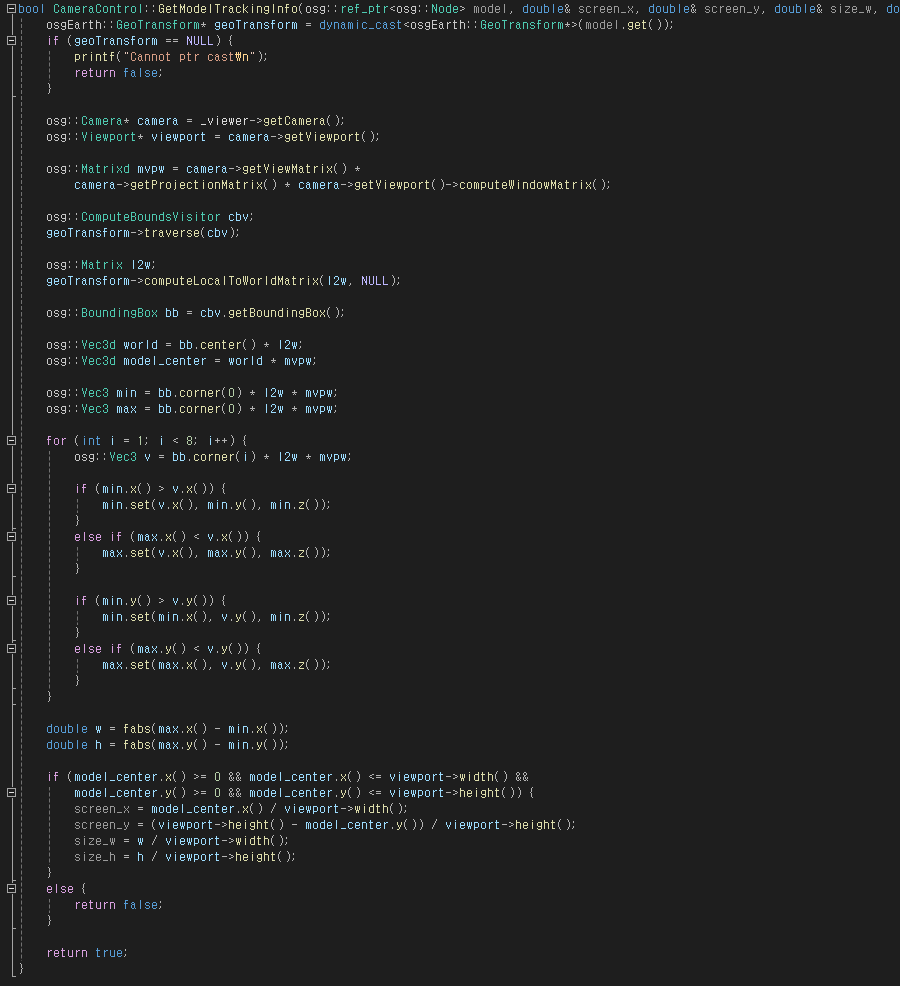 bool CameraControl::GetModelTrackingInfo(osg::ref_ptr<osg::Node> model, double& screen_x, double& screen_y, double& size_w, do
    osgEarth::GeoTransform* geoTransform = dynamic_cast<osgEarth::GeoTransform*>(model.get());
    if (geoTransform == NULL) {
        printf("Cannot ptr cast₩n");
        return false;
    }

    osg::Camera* camera = _viewer->getCamera();
    osg::Viewport* viewport = camera->getViewport();

    osg::Matrixd mvpw = camera->getViewMatrix() *
        camera->getProjectionMatrix() * camera->getViewport()->computeWindowMatrix();

    osg::ComputeBoundsVisitor cbv;
    geoTransform->traverse(cbv);

    osg::Matrix l2w;
    geoTransform->computeLocalToWorldMatrix(l2w, NULL);

    osg::BoundingBox bb = cbv.getBoundingBox();

    osg::Vec3d world = bb.center() * l2w;
    osg::Vec3d model_center = world * mvpw;

    osg::Vec3 min = bb.corner(0) * l2w * mvpw;
    osg::Vec3 max = bb.corner(0) * l2w * mvpw;

    for (int i = 1; i < 8; i++) {
        osg::Vec3 v = bb.corner(i) * l2w * mvpw;

        if (min.x() > v.x()) {
            min.set(v.x(), min.y(), min.z());
        }
        else if (max.x() < v.x()) {
            max.set(v.x(), max.y(), max.z());
        }

        if (min.y() > v.y()) {
            min.set(min.x(), v.y(), min.z());
        }
        else if (max.y() < v.y()) {
            max.set(max.x(), v.y(), max.z());
        }
    }

    double w = fabs(max.x() - min.x());
    double h = fabs(max.y() - min.y());

    if (model_center.x() >= 0 && model_center.x() <= viewport->width() &&
        model_center.y() >= 0 && model_center.y() <= viewport->height()) {
        screen_x = model_center.x() / viewport->width();
        screen_y = (viewport->height() - model_center.y()) / viewport->height();
        size_w = w / viewport->width();
        size_h = h / viewport->height();
    }
    else {
        return false;
    }

    return true;
}